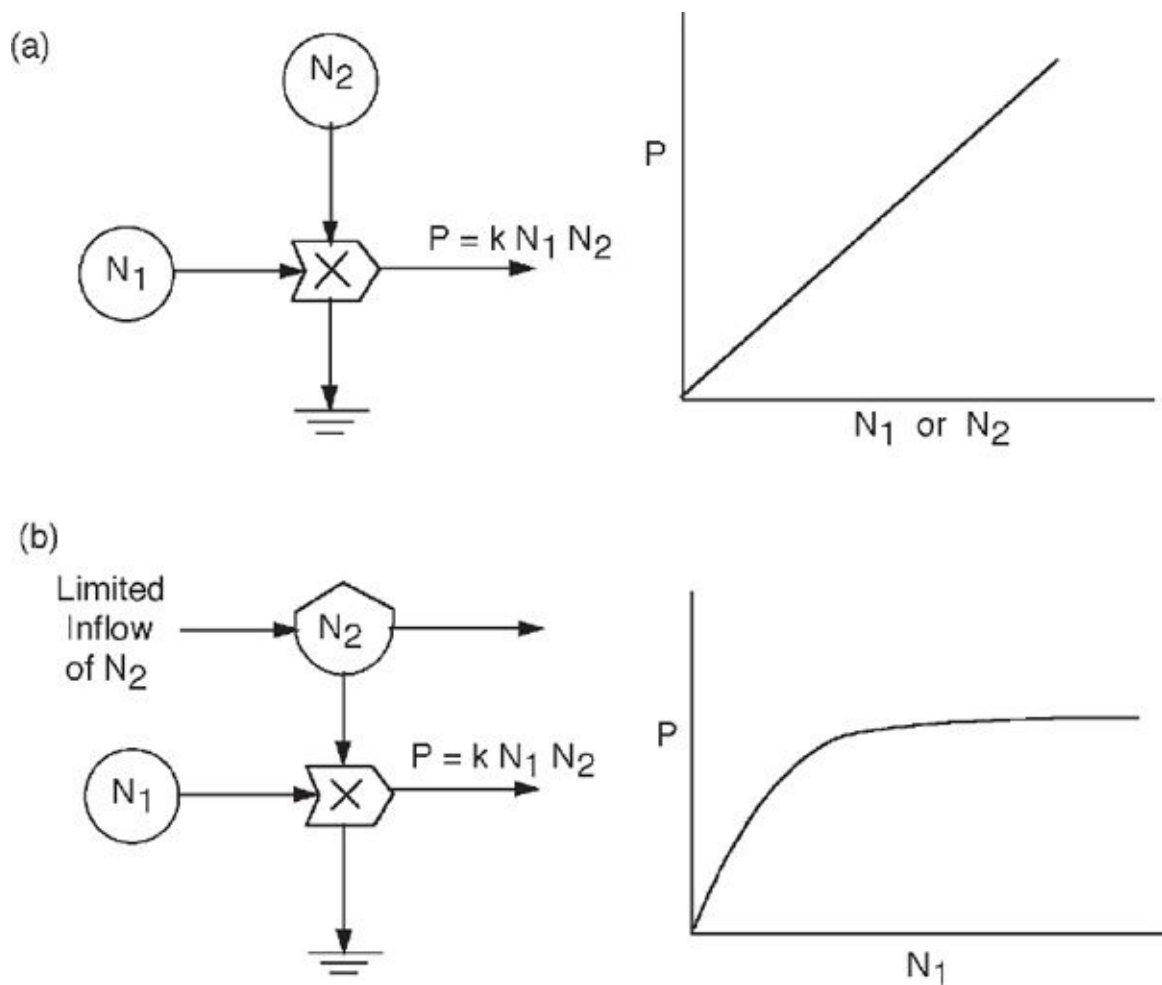 (a)
N2
N1
P = k N1 N2
P
N1 or N2
(b)
Limited
Inflow
of N2
N2
N1
P = k N1 N2
P
N1